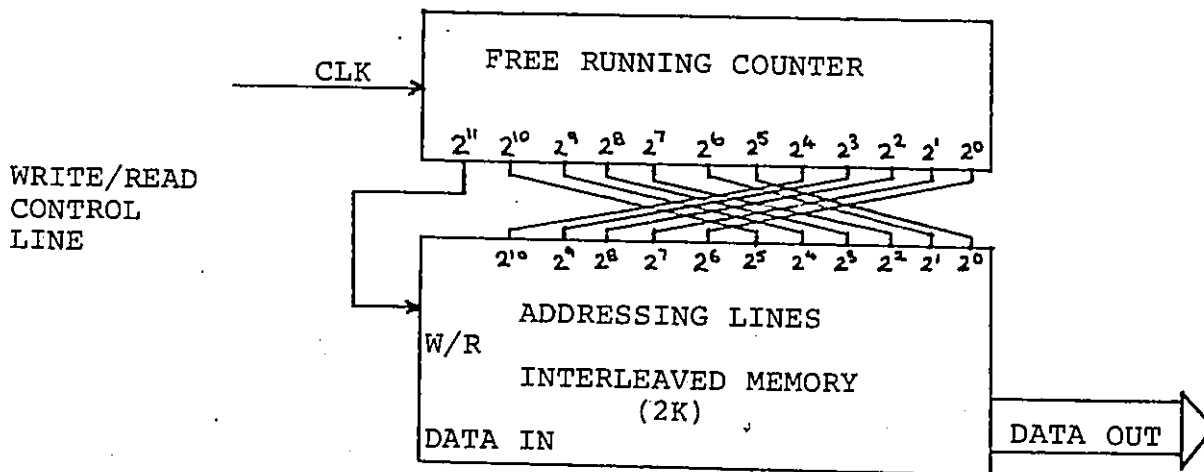 FREE RUNNING COUNTER
CLK
2¹¹ 2¹⁰ 2⁹ 2⁸ 2⁷ 2⁶ 2⁵ 2⁴ 2³ 2² 2¹ 2⁰
WRITE/READ
CONTROL
LINE
2¹⁰ 2⁹ 2⁸ 2⁷ 2⁶ 2⁵ 2⁴ 2³ 2² 2¹ 2⁰
ADDRESSING LINES
W/R
INTERLEAVED MEMORY
(2K)
DATA IN
DATA OUT